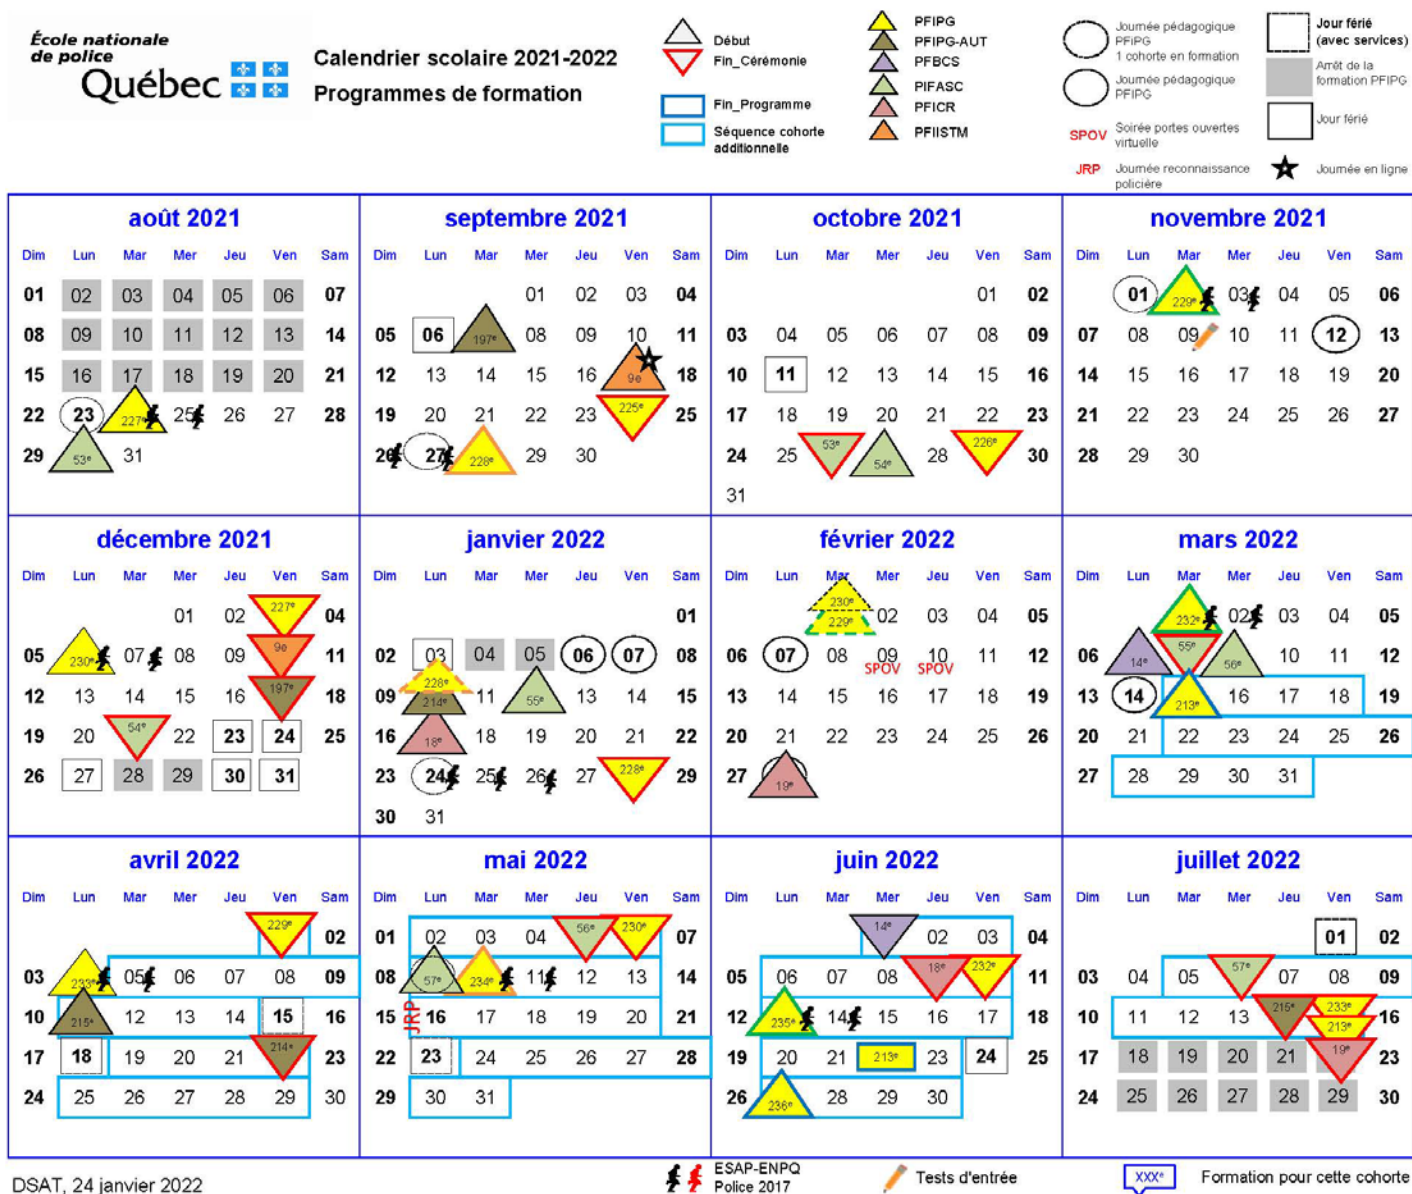 École nationale
de police
Québec
Calendrier scolaire 2021-2022
Programmes de formation
Début
Fin_Cérémonie
Fin_Programme
Séquence cohorte
additionnelle
PFIPG
PFIPG-AUT
PFBCS
PIFASC
PFICR
PFIISTM
Journée pédagogique
PFIPG
1 cohorte en formation
Journée pédagogique
PFIPG
SPOV Soirée portes ouvertes
virtuelle
JRP Journée reconnaissance
policière
Jour férié
(avec services)
Arrêt de la
formation PFIPG
Jour férié
Journée en ligne
août 2021
Dim Lun Mar Mer Jeu Ven Sam
01 02 03 04 05 06 07
08 09 10 11 12 13 14
15 16 17 18 19 20 21
22 23 227e 25 26 27 28
29 53e 31
septembre 2021
Dim Lun Mar Mer Jeu Ven Sam
01 02 03 04
05 06 197e 08 09 10 11
12 13 14 15 16 9e 18
19 20 21 22 23 225e 25
26 27 228e 29 30
octobre 2021
Dim Lun Mar Mer Jeu Ven Sam
01 02
03 04 05 06 07 08 09
10 11 12 13 14 15 16
17 18 19 20 21 22 23
24 25 53e 54e 28 226e 30
31
novembre 2021
Dim Lun Mar Mer Jeu Ven Sam
01 229e 03 04 05 06
07 08 09 10 11 12 13
14 15 16 17 18 19 20
21 22 23 24 25 26 27
28 29 30
décembre 2021
Dim Lun Mar Mer Jeu Ven Sam
01 02 227e 04
05 230e 07 08 09 9e 11
12 13 14 15 16 197e 18
19 20 54e 22 23 24 25
26 27 28 29 30 31
janvier 2022
Dim Lun Mar Mer Jeu Ven Sam
01
02 03 04 05 06 07 08
228e
09 214e 11 55e 13 14 15
16 18e 18 19 20 21 22
23 24 25 26 27 228e 29
30 31
février 2022
Dim Lun Mar Mer Jeu Ven Sam
230e
229e 02 03 04 05
06 07 08 09 10 11 12
SPOV SPOV
13 14 15 16 17 18 19
20 21 22 23 24 25 26
27 19e
mars 2022
Dim Lun Mar Mer Jeu Ven Sam
232e 02 03 04 05
06 14e 55e 56e 10 11 12
13 14 213e 16 17 18 19
20 21 22 23 24 25 26
27 28 29 30 31
avril 2022
Dim Lun Mar Mer Jeu Ven Sam
229e 02
03 233e 05 06 07 08 09
10 215e 12 13 14 15 16
17 18 19 20 21 214e 23
24 25 26 27 28 29 30
mai 2022
Dim Lun Mar Mer Jeu Ven Sam
01 02 03 04 56e 230e 07
08 57e 234e 11 12 13 14
15 JRP 16 17 18 19 20 21
22 23 24 25 26 27 28
29 30 31
juin 2022
Dim Lun Mar Mer Jeu Ven Sam
14e 02 03 04
05 06 07 08 18e 232e 11
12 235e 14 15 16 17 18
19 20 21 213e 23 24 25
26 236e 28 29 30
juillet 2022
Dim Lun Mar Mer Jeu Ven Sam
01 02
03 04 05 57e 07 08 09
10 11 12 13 215e 233e 16
213e
17 18 19 20 21 19e 23
24 25 26 27 28 29 30
DSAT, 24 janvier 2022
ESAP-ENPQ
Police 2017
Tests d'entrée
XXXe Formation pour cette cohorte